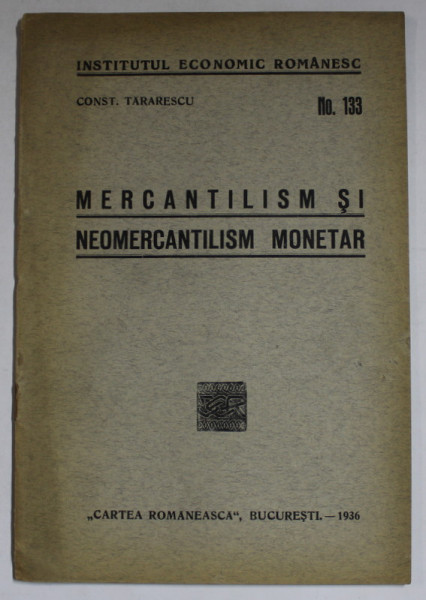 INSTITUTUL ECONOMIC ROMÂNESC
CONST. TARARESCU
No. 133
MERCANTILISM ŞI
NEOMERCANTILISM MONETAR
„CARTEA ROMANEASCA“, BUCUREŞTI.—1936